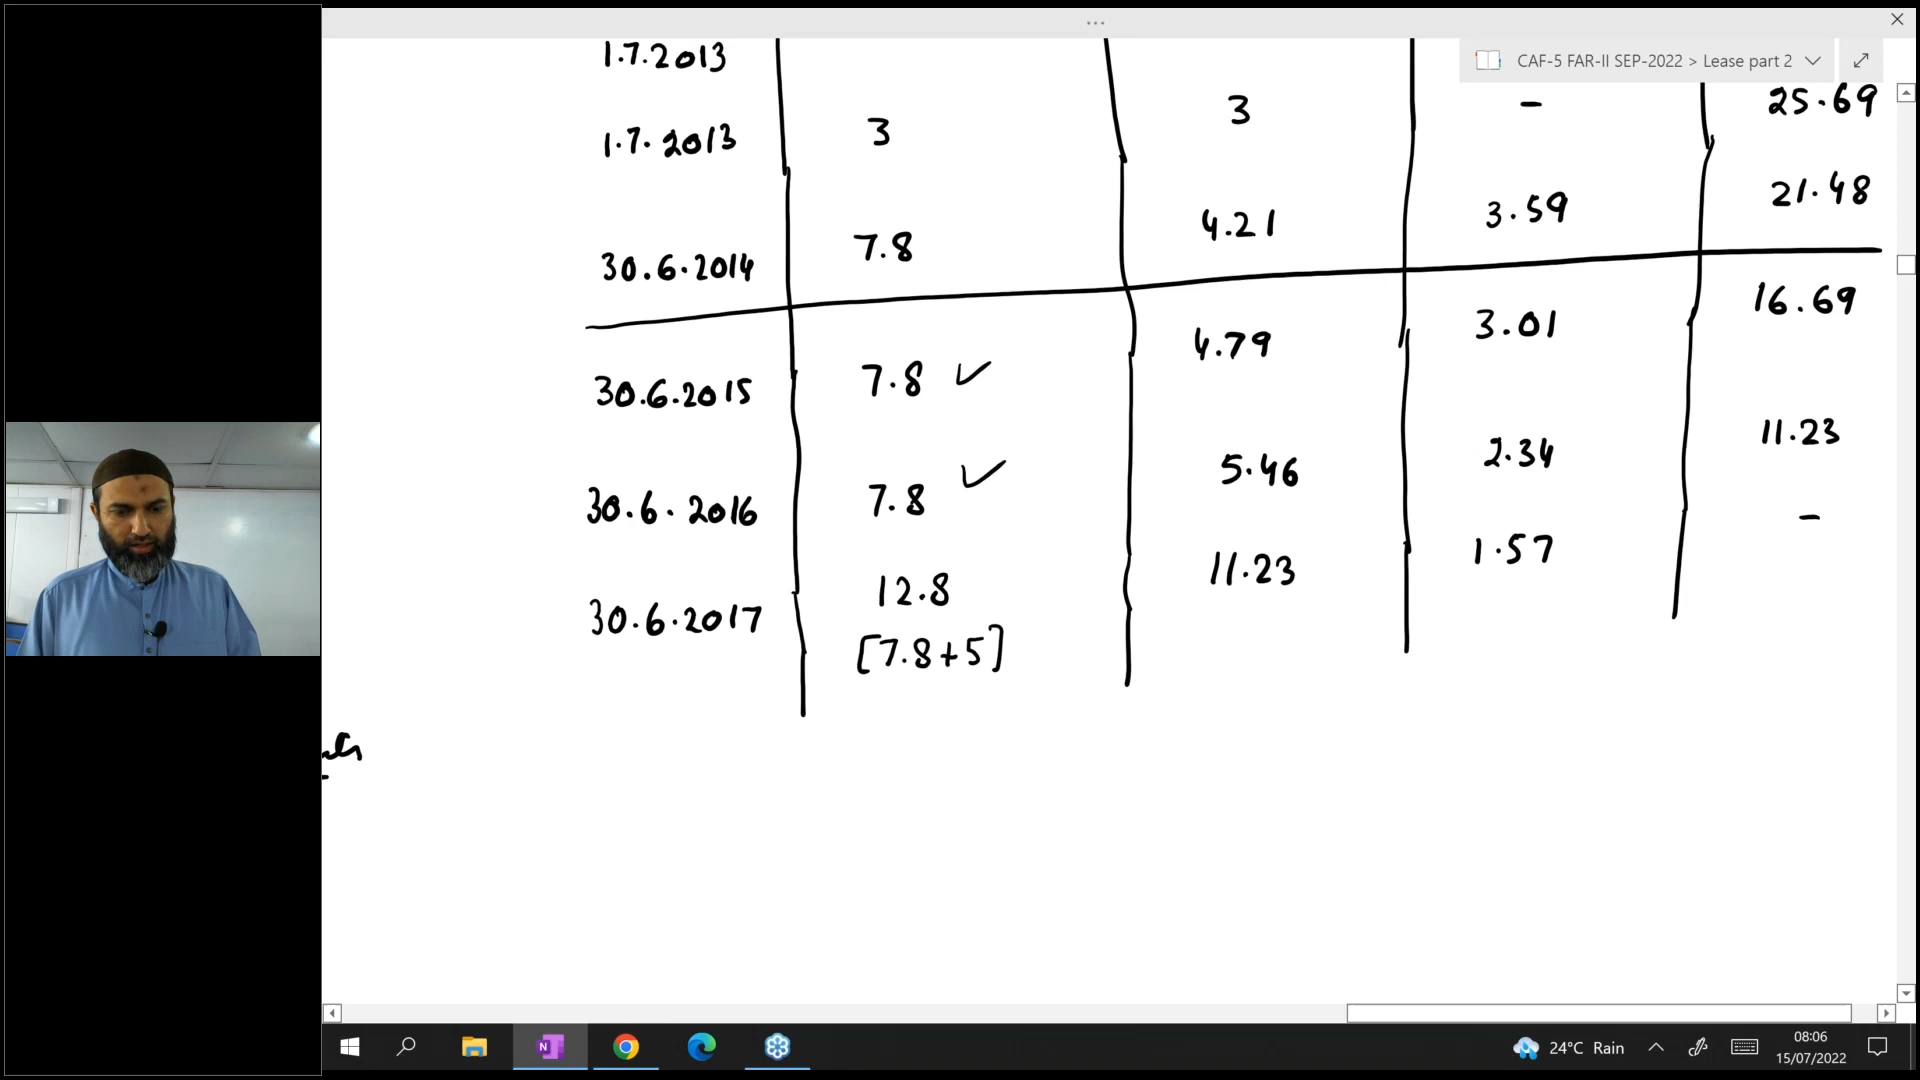 CAF-5 FAR-II SEP-2022 > Lease part 2
1.7.2013
25.69
1.7.2013 3 3 -
21.48
30.6.2014 7.8 4.21 3.59
16.69
30.6.2015 7.8 ✓ 4.79 3.01
11.23
30.6.2016 7.8 ✓ 5.46 2.34
-
30.6.2017 12.8 11.23 1.57
[7.8+5]
24°C Rain
08:06
15/07/2022